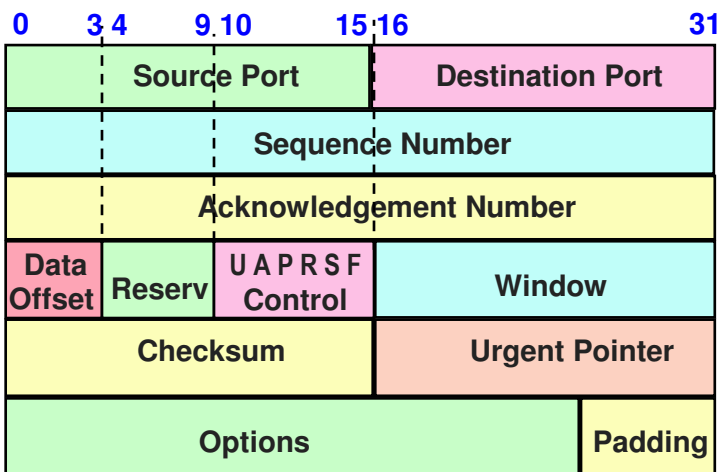 0 3 4 9 10 15 16 31
Source Port Destination Port
Sequence Number
Acknowledgement Number
Data Offset Reserv U A P R S F Control Window
Checksum Urgent Pointer
Options Padding